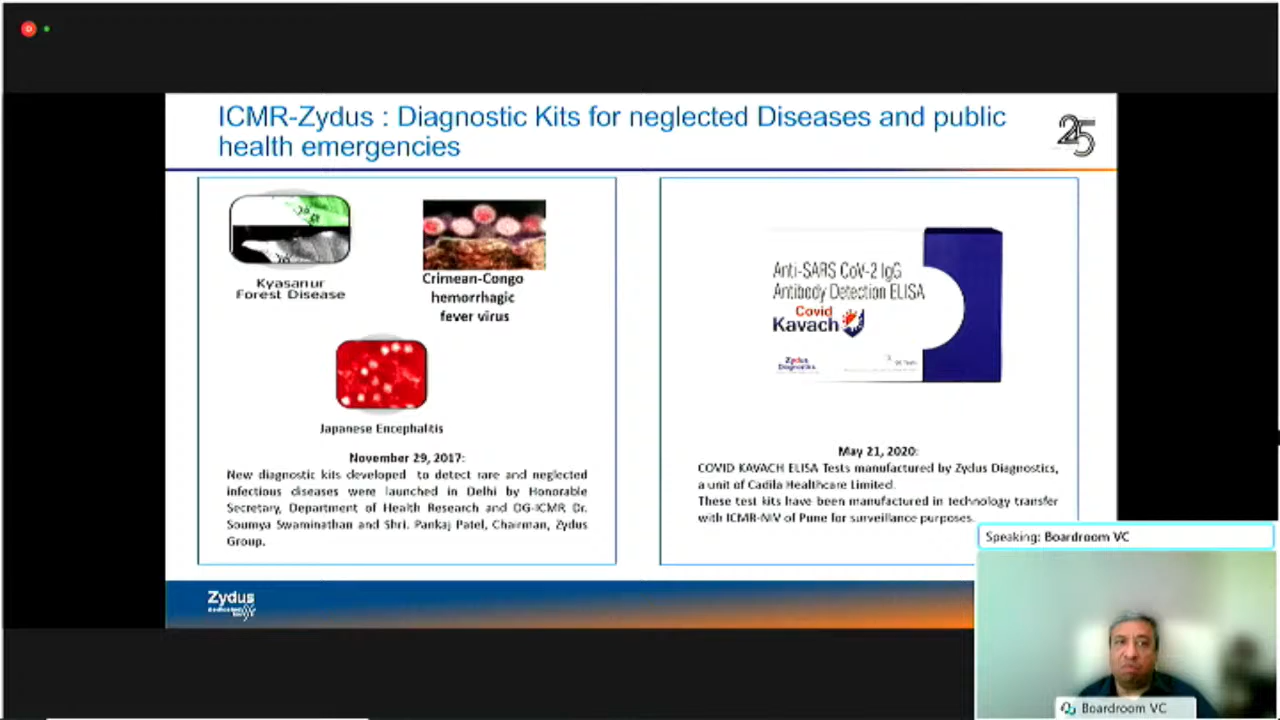 ICMR-Zydus : Diagnostic Kits for neglected Diseases and public
health emergencies
25
Kyasanur
Forest Disease
Crimean-Congo
hemorrhagic
fever virus
Japanese Encephalitis
November 29, 2017:
New diagnostic kits developed to detect rare and neglected
infectious diseases were launched in Delhi by Honorable
Secretary, Department of Health Research and DG-ICMR Dr.
Soumya Swaminathan and Shri. Pankaj Patel, Chairman, Zydus
Group.
Anti-SARS CoV-2 IgG
Antibody Detection ELISA
Covid
Kavach
Zydus
Diagnostics
May 21, 2020:
COVID KAVACH ELISA Tests manufactured by Zydus Diagnostics,
a unit of Cadila Healthcare Limited.
These test kits have been manufactured in technology transfer
with ICMR-NIV of Pune for surveillance purposes.
Zydus
Speaking: Boardroom VC
Boardroom VC